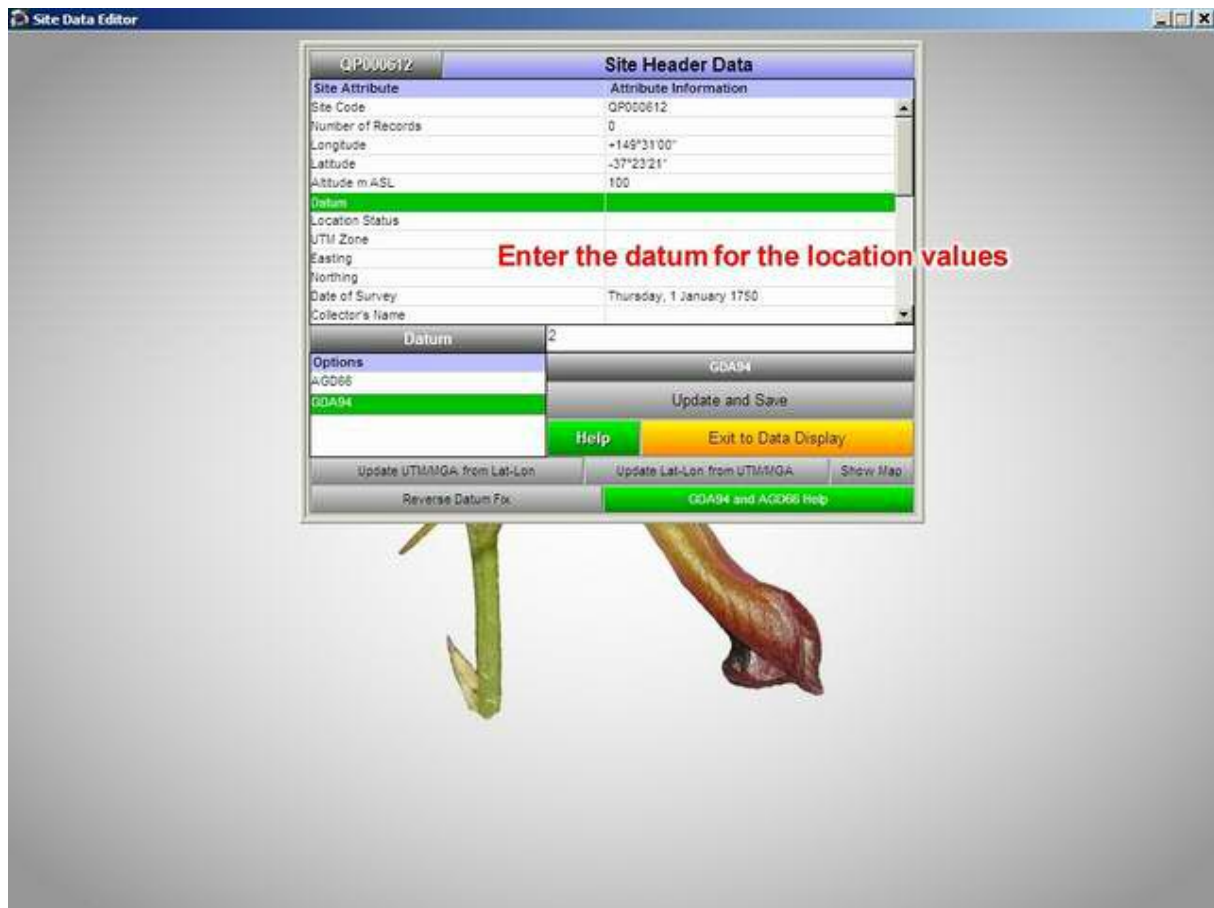 Site Data Editor
QP000612 Site Header Data
Site Attribute Attribute Information
Site Code QP000612
Number of Records 0
Longitude +149°31'00"
Latitude -37°23'21"
Altitude m ASL 100
Datum
Location Status
UTM Zone
Easting
Enter the datum for the location values
Northing
Date of Survey Thursday, 1 January 1750
Collector's Name
Datum 2
Options GDA94
AGD66
GDA94 Update and Save
Help Exit to Data Display
Update UTM/MGA from Lat-Lon Update Lat-Lon from UTM/MGA Show Map
Reverse Datum Fix GDA94 and AGD66 Help